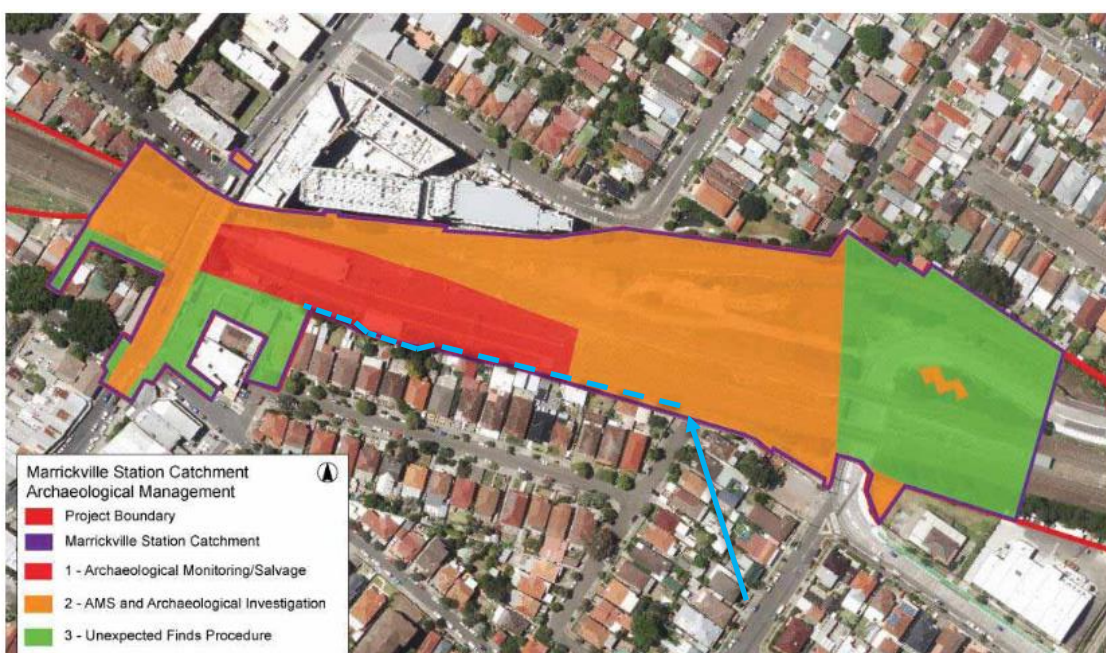 Marrickville Station Catchment
Archaeological Management
Project Boundary
Marrickville Station Catchment
1 - Archaeological Monitoring/Salvage
2 - AMS and Archaeological Investigation
3 - Unexpected Finds Procedure